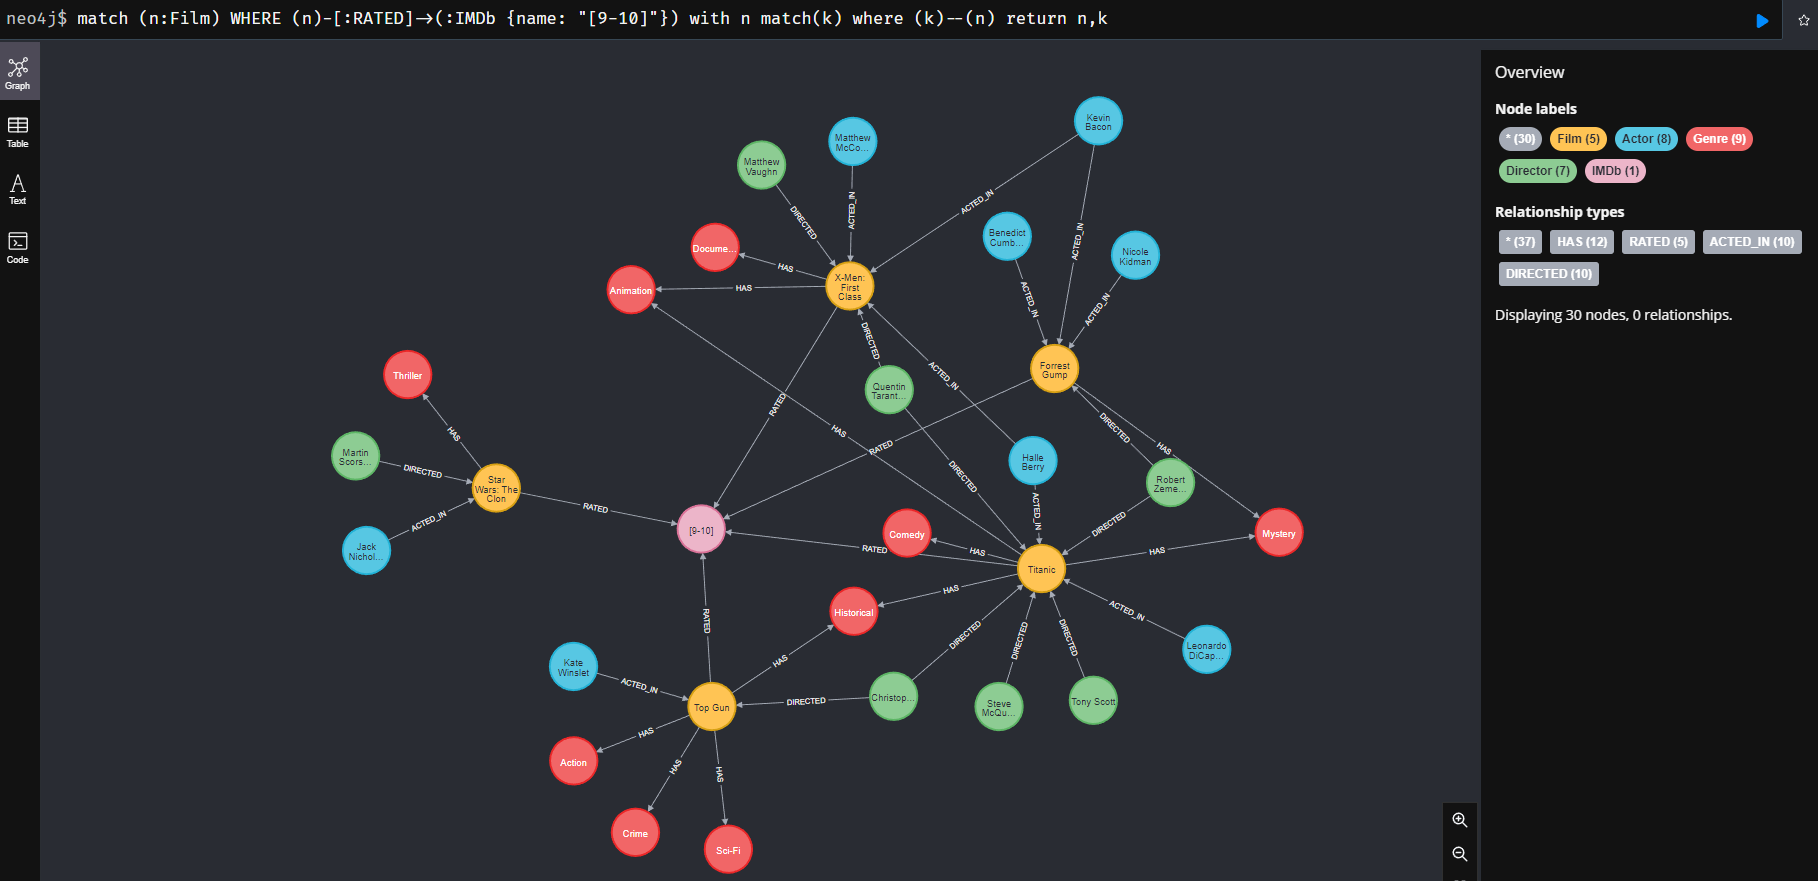 neo4j$ match (n:Film) WHERE (n)-[:RATED]→(:IMDb {name: "[9-10]"}) with n match(k) where (k)--(n) return n,k
Graph
Table
Text
Code
Overview
Node labels
* (30) Film (5) Actor (8) Genre (9)
Director (7) IMDb (1)
Relationship types
* (37) HAS (12) RATED (5) ACTED_IN (10)
DIRECTED (10)
Displaying 30 nodes, 0 relationships.
Kevin
Bacon
Matthew
McCo...
Matthew
Vaughn
DIRECTED
ACTED_IN
ACTED_IN
ACTED_IN
Benedict
Cumb...
Nicole
Kidman
Docume...
HAS
Animation
HAS
X-Men:
First
Class
ACTED_IN
ACTED_IN
DIRECTED
ACTED_IN
Forrest
Gump
Thriller
Quentin
Tarant...
RATED
HAS
RATED
DIRECTED
HAS
HAS
Martin
Scors...
DIRECTED
Star
Wars: The
Clon
RATED
ACTED_IN
Jack
Nichol...
[9-10]
Halle
Berry
DIRECTED
ACTED_IN
Robert
Zeme...
DIRECTED
Mystery
Comedy
HAS
RATED
HAS
Titanic
Historical
HAS
ACTED_IN
RATED
DIRECTED
DIRECTED
DIRECTED
Leonardo
DiCap...
Kate
Winslet
ACTED_IN
HAS
Top Gun
DIRECTED
Christop...
Steve
McQu...
Tony Scott
HAS
Action
HAS
HAS
Crime
Sci-Fi